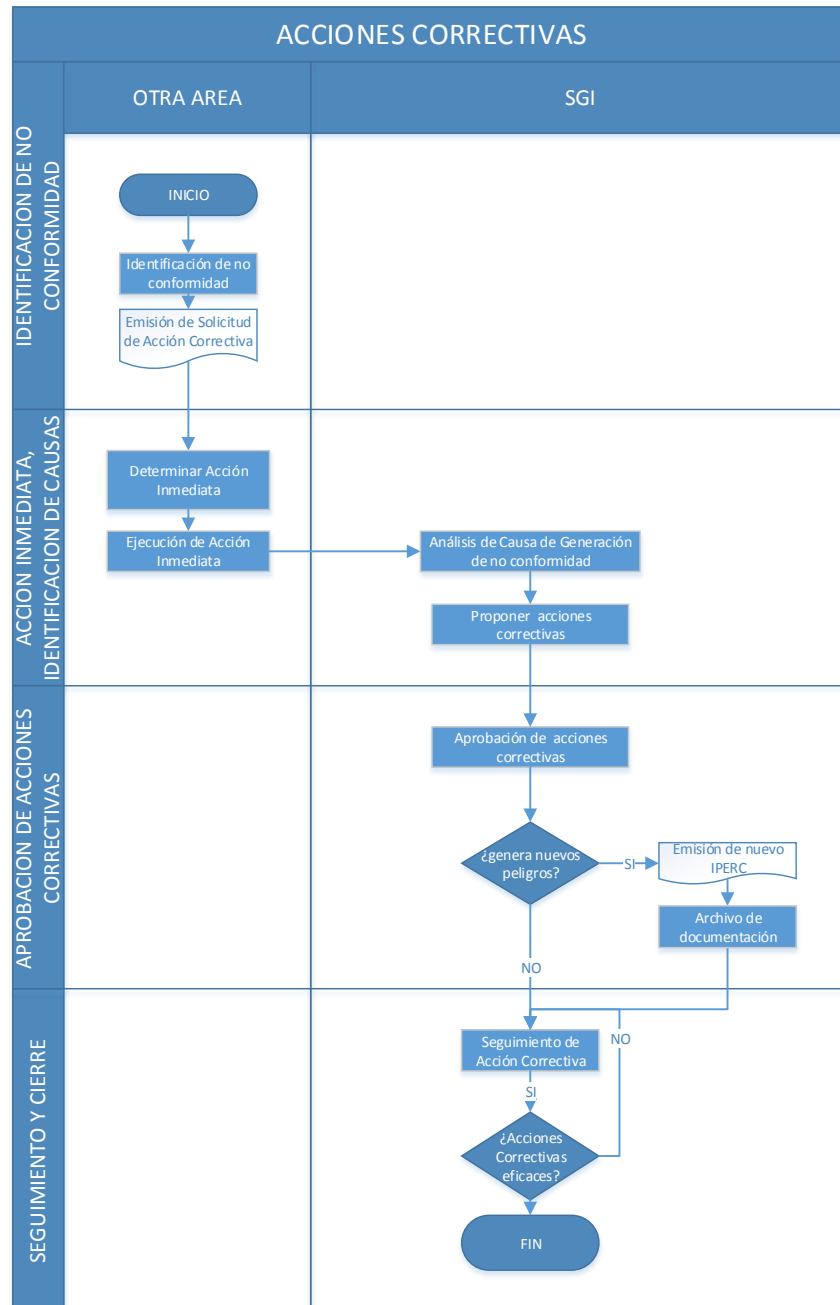 ACCIONES CORRECTIVAS
OTRA AREA
SGI
IDENTIFICACION DE NO
CONFORMIDAD
INICIO
Identificación de no
conformidad
Emisión de Solicitud
de Acción Correctiva
ACCION INMEDIATA,
IDENTIFICACION DE CAUSAS
Determinar Acción
Inmediata
Ejecución de Acción
Inmediata
Análisis de Causa de Generación
de no conformidad
Proponer acciones
correctivas
APROBACION DE ACCIONES
CORRECTIVAS
Aprobación de acciones
correctivas
¿genera nuevos
peligros?
SI
Emisión de nuevo
IPERC
Archivo de
documentación
NO
SEGUIMIENTO Y CIERRE
Seguimiento de
Acción Correctiva
NO
SI
¿Acciones
Correctivas
eficaces?
FIN